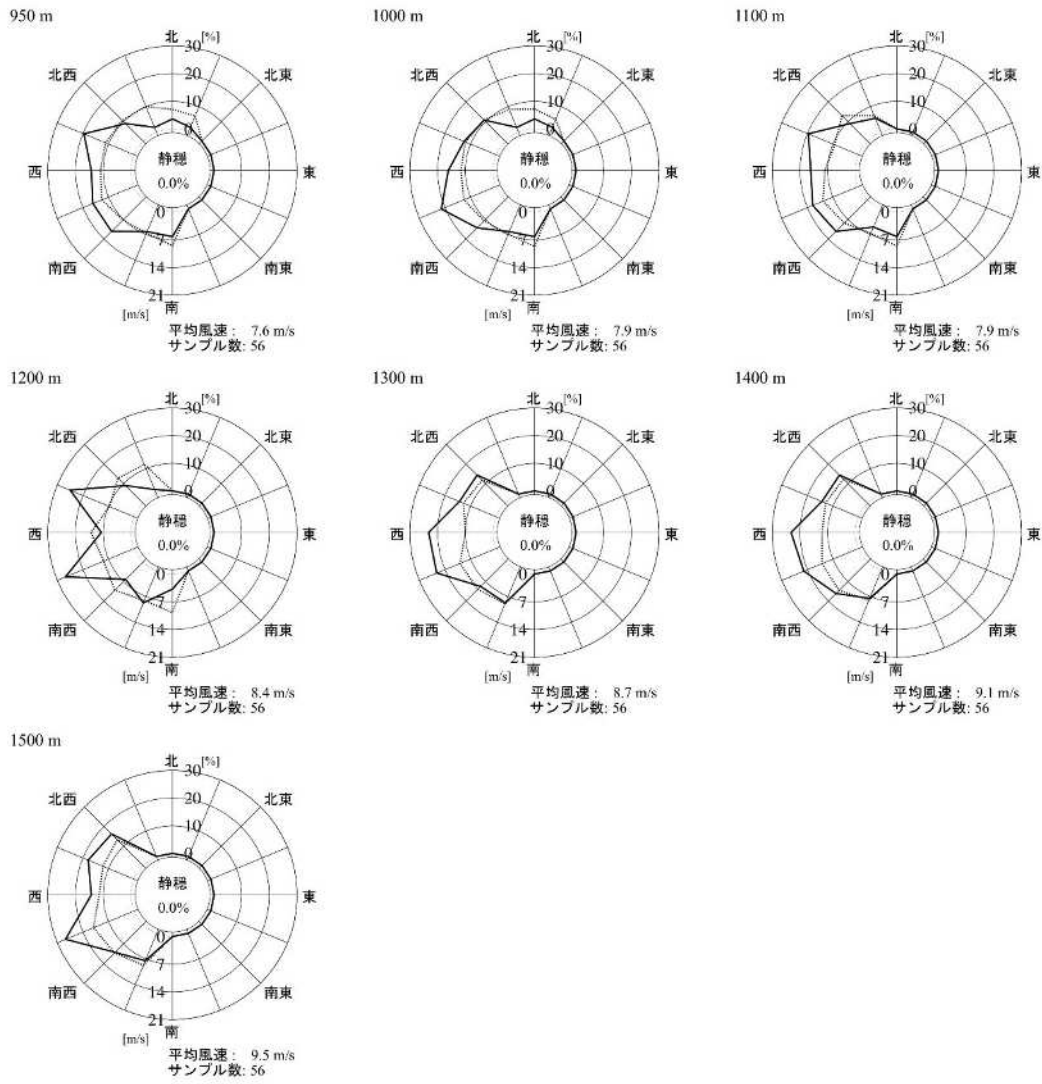 950 m
北 [%]
30
北西
北東
20
10
0
静穏
西
東
0.0%
0
7
南西
南東
14
21
南
[m/s]
平均風速： 7.6 m/s
サンプル数: 56
1000 m
北 [%]
30
北西
北東
20
10
0
静穏
西
東
0.0%
0
7
南西
南東
14
21
南
[m/s]
平均風速： 7.9 m/s
サンプル数: 56
1100 m
北 [%]
30
北西
北東
20
10
0
静穏
西
東
0.0%
0
7
南西
南東
14
21
南
[m/s]
平均風速： 7.9 m/s
サンプル数: 56
1200 m
北 [%]
30
北西
北東
20
10
0
静穏
西
東
0.0%
0
7
南西
南東
14
21
南
[m/s]
平均風速： 8.4 m/s
サンプル数: 56
1300 m
北 [%]
30
北西
北東
20
10
0
静穏
西
東
0.0%
0
7
南西
南東
14
21
南
[m/s]
平均風速： 8.7 m/s
サンプル数: 56
1400 m
北 [%]
30
北西
北東
20
10
0
静穏
西
東
0.0%
0
7
南西
南東
14
21
南
[m/s]
平均風速： 9.1 m/s
サンプル数: 56
1500 m
北 [%]
30
北西
北東
20
10
0
静穏
西
東
0.0%
0
7
南西
南東
14
21
南
[m/s]
平均風速： 9.5 m/s
サンプル数: 56